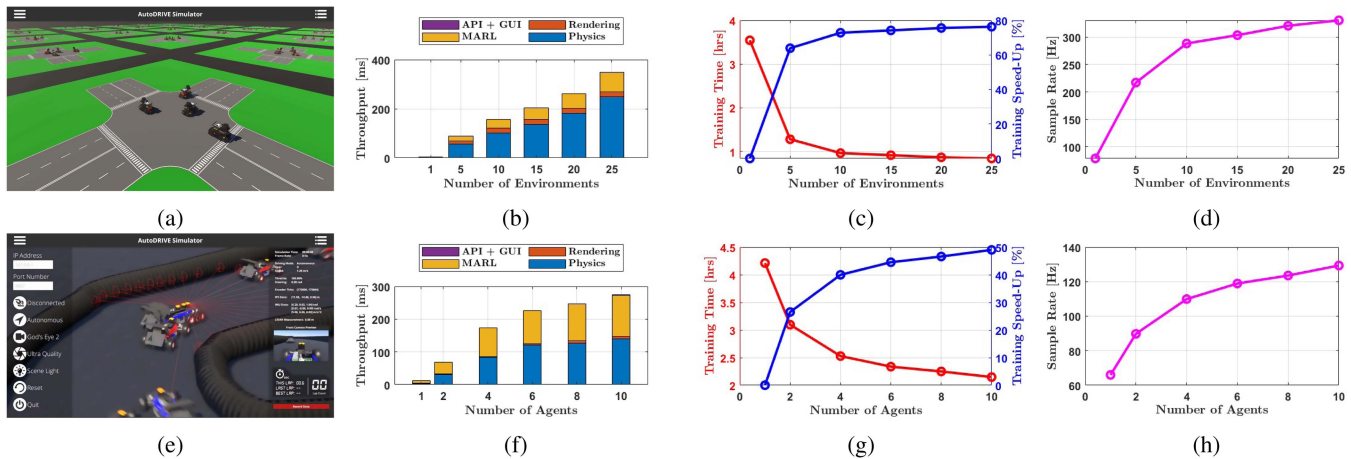 AutoDRIVE Simulator
(a)
API + GUI Rendering
MARL Physics
Throughput [ms]
400
200
0
1 5 10 15 20 25
Number of Environments
(b)
Training Time [hrs]
4
3
2
1
Training Speed-Up [%]
80
60
40
20
0
0 5 10 15 20 25
Number of Environments
(c)
Sample Rate [Hz]
300
250
200
150
100
0 5 10 15 20 25
Number of Environments
(d)
AutoDRIVE Simulator
IP Address
Port Number
Disconnected
Autonomous
God's Eye 2
Ultra Quality
Scene Light
Reset
Quit
(e)
API + GUI Rendering
MARL Physics
Throughput [ms]
300
200
100
0
1 2 4 6 8 10
Number of Agents
(f)
Training Time [hrs]
4.5
4
3.5
3
2.5
2
Training Speed-Up [%]
50
40
30
20
10
0
0 2 4 6 8 10
Number of Agents
(g)
Sample Rate [Hz]
140
120
100
80
60
0 2 4 6 8 10
Number of Agents
(h)